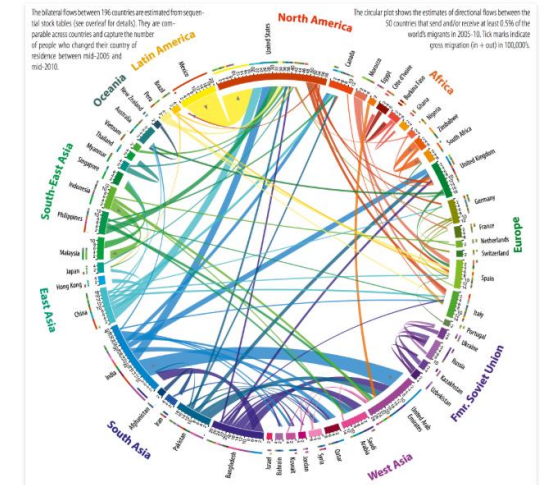 The bilateral flows between 196 countries are estimated from sequen-
tial stock tables (see overleaf for details). They are com-
parable across countries and capture the number
of people who changed their country of
residence between mid-2005 and
mid-2010.
The circular plot shows the estimates of directional flows between the
50 countries that send and/or receive at least 0.5% of the
world's migrants in 2005-10. Tick marks indicate
gross migration (in + out) in 100,000's.
North America
United States
Canada
Africa
Morocco
Egypt
Côte d'Ivoire
Burkina Faso
Ghana
Nigeria
Zimbabwe
South Africa
Europe
United Kingdom
Germany
France
Netherlands
Switzerland
Spain
Italy
Portugal
Fmr. Soviet Union
Ukraine
Russia
Kazakhstan
Uzbekistan
West Asia
United Arab
Emirates
Saudi
Arabia
Qatar
Syria
Jordan
Kuwait
Bahrain
Israel
South Asia
Bangladesh
Pakistan
Iran
Afghanistan
India
East Asia
China
Hong Kong
Japan
South-East Asia
Malaysia
Philippines
Indonesia
Singapore
Myanmar
Thailand
Vietnam
Oceania
Australia
New Zealand
Latin America
Peru
Brazil
Mexico